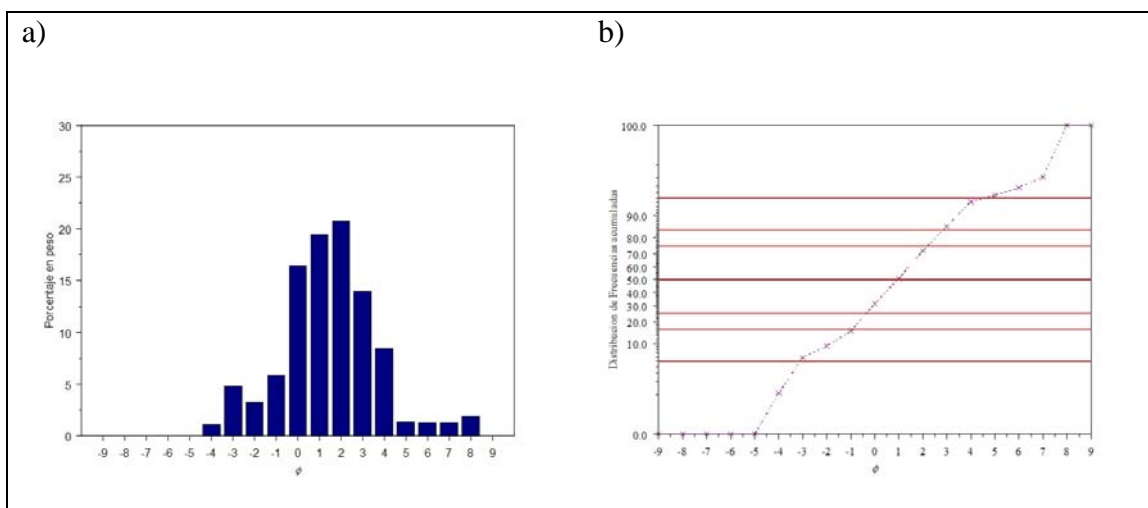 a)
b)
30
25
20
15
10
5
0
Porcentaje en peso
-9 -8 -7 -6 -5 -4 -3 -2 -1 0 1 2 3 4 5 6 7 8 9
φ
100.0
90.0
80.0
70.0
60.0
50.0
40.0
30.0
20.0
10.0
0.0
Distribucion de Frecuencias acumuladas
-9 -8 -7 -6 -5 -4 -3 -2 -1 0 1 2 3 4 5 6 7 8 9
φ